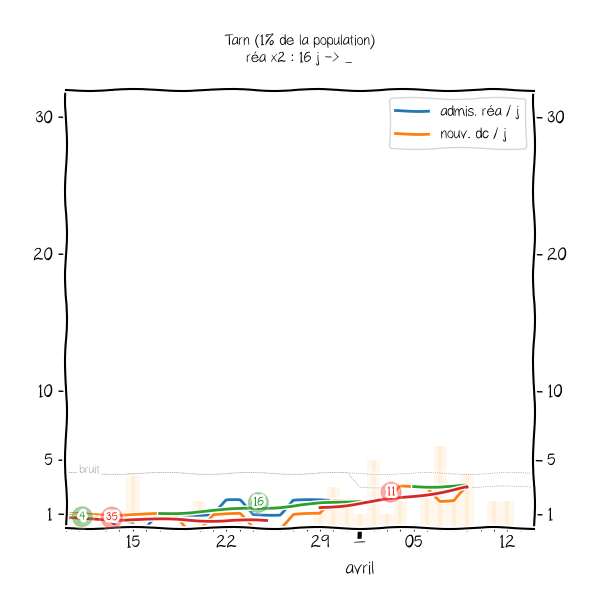 Tarn (1% de la population)
réa x2 : 16 j -> _
admis. réa / j
nouv. dc / j
30 30
20 20
10 10
5 5
bruit
16
11
4 35
1 1
15 22 29 1 05 12
avril